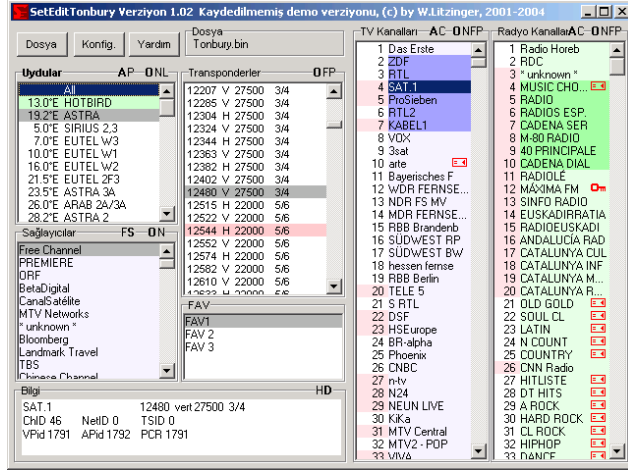 SetEditTonbury Verziyon 1.02 Kaydedilmemiş demo verziyonu, (c) by W.Litzinger, 2001-2004
Dosya
Konfig.
Yardım
Dosya
Tonbury.bin
Uydular AP ONL
All
13.0°E HOTBIRD
19.2°E ASTRA
5.0°E SIRIUS 2,3
7.0°E EUTEL W3
10.0°E EUTEL W1
16.0°E EUTEL W2
21.5°E EUTEL 2F3
23.5°E ASTRA 3A
26.0°E ARAB 2A/3A
28.2°E ASTRA 2
Transponderler OFP
12207 V 27500 3/4
12285 V 27500 3/4
12304 H 27500 3/4
12324 V 27500 3/4
12344 H 27500 3/4
12363 V 27500 3/4
12382 H 27500 3/4
12402 V 27500 3/4
12480 V 27500 3/4
12515 H 22000 5/6
12522 V 22000 5/6
12544 H 22000 5/6
12552 V 22000 5/6
12574 H 22000 5/6
12582 V 22000 5/6
12610 V 22000 5/6
12633 H 22000 5/6
Sağlayıcılar FS ON
Free Channel
PREMIERE
ORF
BetaDigital
CanalSatélite
MTV Networks
* unknown *
Bloomberg
Landmark Travel
TBS
Chinese Channel
FAV
FAV1
FAV 2
FAV 3
Bilgi HD
SAT.1 12480 vert 27500 3/4
ChID 46 NetID 0 TSID 0
VPid 1791 APid 1792 PCR 1791
TV Kanalları AC ONFP
1 Das Erste
2 ZDF
3 RTL
4 SAT.1
5 ProSieben
6 RTL2
7 KABEL1
8 VOX
9 3sat
10 arte
11 Bayerisches F
12 WDR FERNSE...
13 NDR FS MV
14 MDR FERNSE...
15 RBB Brandenb
16 SÜDWEST RP
17 SÜDWEST BW
18 hessen fernse
19 RBB Berlin
20 TELE 5
21 S RTL
22 DSF
23 HSEurope
24 BR-alpha
25 Phoenix
26 CNBC
27 n-tv
28 N24
29 NEUN LIVE
30 KiKa
31 MTV Central
32 MTV2 - POP
33 VIVA
Radyo Kanalları AC ONFP
1 Radio Horeb
2 RDC
3 * unknown *
4 MUSIC CHO...
5 RADIO
6 RADIOS ESP.
7 CADENA SER
8 M-80 RADIO
9 40 PRINCIPALE
10 CADENA DIAL
11 RADIOLÉ
12 MÁXIMA FM
13 SINFO RADIO
14 EUSKADIRRATIA
15 RADIOEUSKADI
16 ANDALUCÍA RAD
17 CATALUNYA CUL
18 CATALUNYA INF
19 CATALUNYA M...
20 CATALUNYA R...
21 OLD GOLD
22 SOUL CL
23 LATIN
24 N COUNT
25 COUNTRY
26 CNN Radio
27 HITLISTE
28 DT HITS
29 A ROCK
30 HARD ROCK
31 CL ROCK
32 HIPHOP
33 DANCE